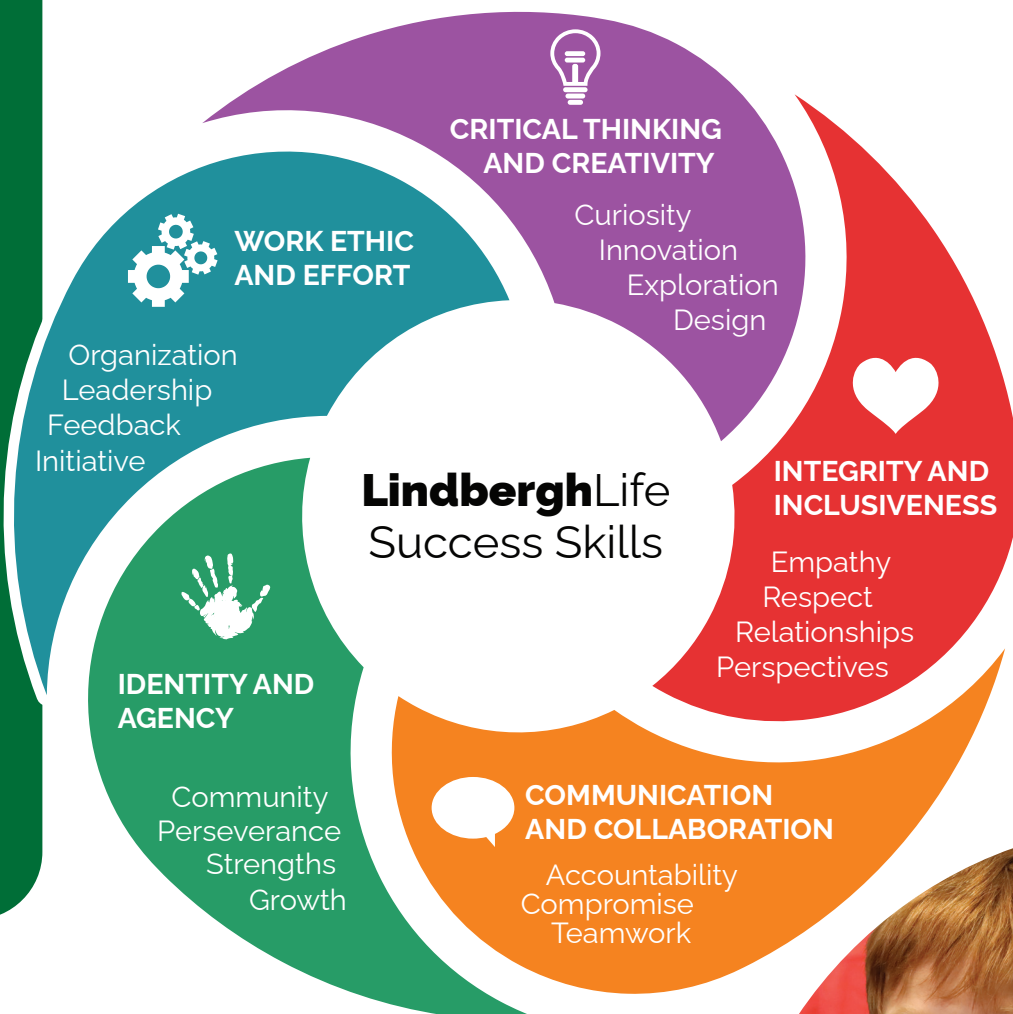 CRITICAL THINKING
AND CREATIVITY
Curiosity
Innovation
Exploration
Design
WORK ETHIC
AND EFFORT
Organization
Leadership
Feedback
Initiative
LindberghLife
Success Skills
INTEGRITY AND
INCLUSIVENESS
Empathy
Respect
Relationships
Perspectives
IDENTITY AND
AGENCY
Community
Perseverance
Strengths
Growth
COMMUNICATION
AND COLLABORATION
Accountability
Compromise
Teamwork